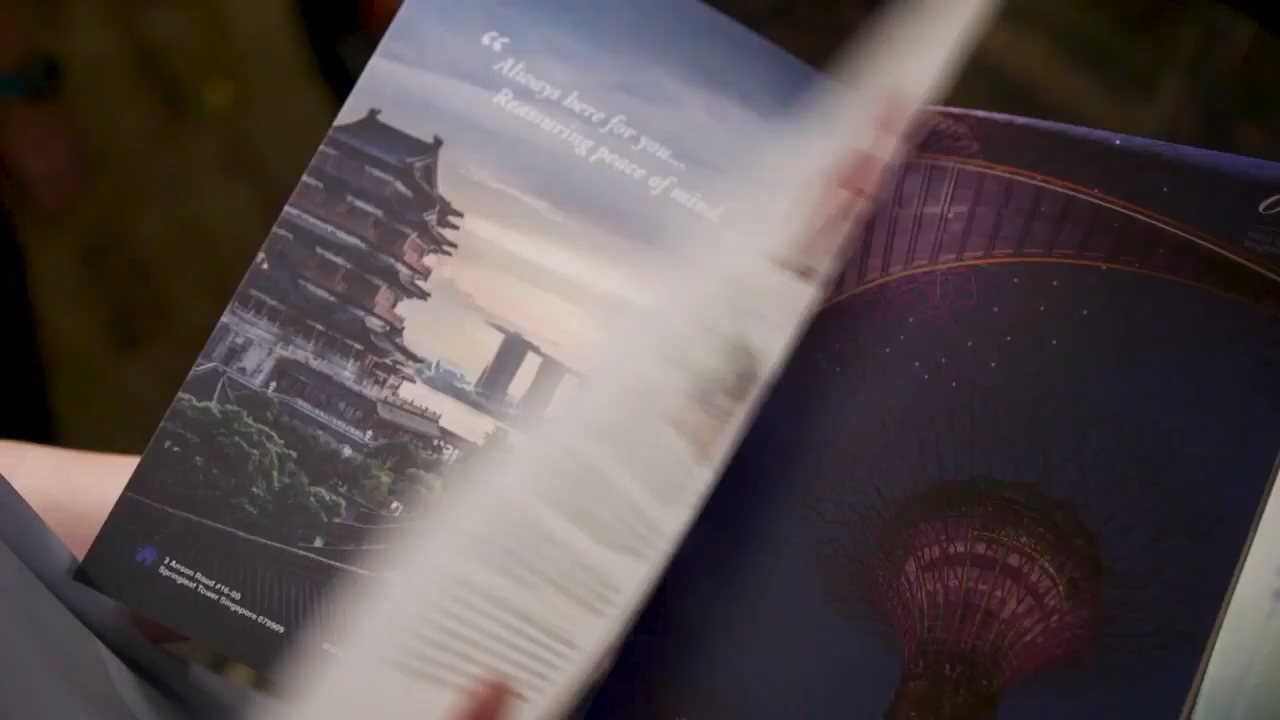 “Always here for you...
Reassuring peace of mind
3 Anson Road #16-00
Springleaf Tower Singapore 079909